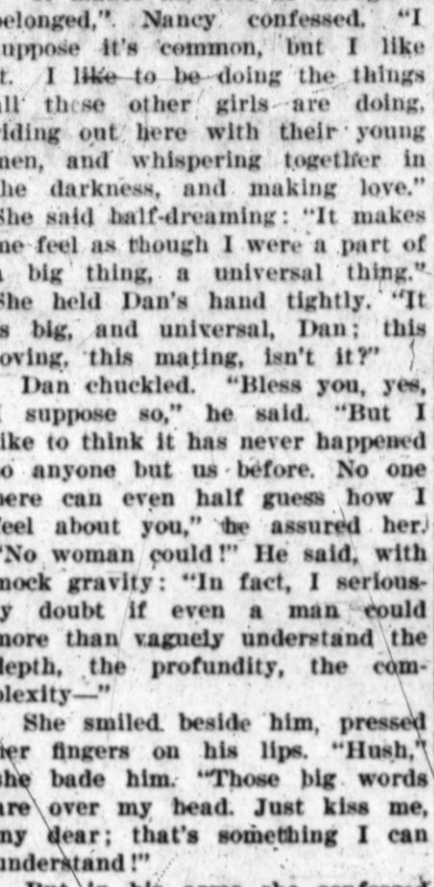 belonged,". Nancy confessed. "I
suppose it's common, but I like
it. I like to be doing the things
all these other girls are doing,
riding out here with their young
men, and whispering together in
the darkness, and making love."
She said half-dreaming: "It makes
me feel as though I were a part of
a big thing, a universal thing."
She held Dan's hand tightly. "It
is big, and universal, Dan; this
loving, this mating, isn't it?"
Dan chuckled. "Bless you, yes,
I suppose so," he said. "But I
like to think it has never happened
to anyone but us before. No one
here can even half guess how I
feel about you," he assured her.
"No woman could!" He said, with
mock gravity: "In fact, I serious-
ly doubt if even a man could
more than vaguely understand the
depth, the profundity, the com-
plexity—"
She smiled beside him, pressed
her fingers on his lips. "Hush,"
she bade him. "Those big words
are over my head. Just kiss me,
my dear; that's something I can
understand!"